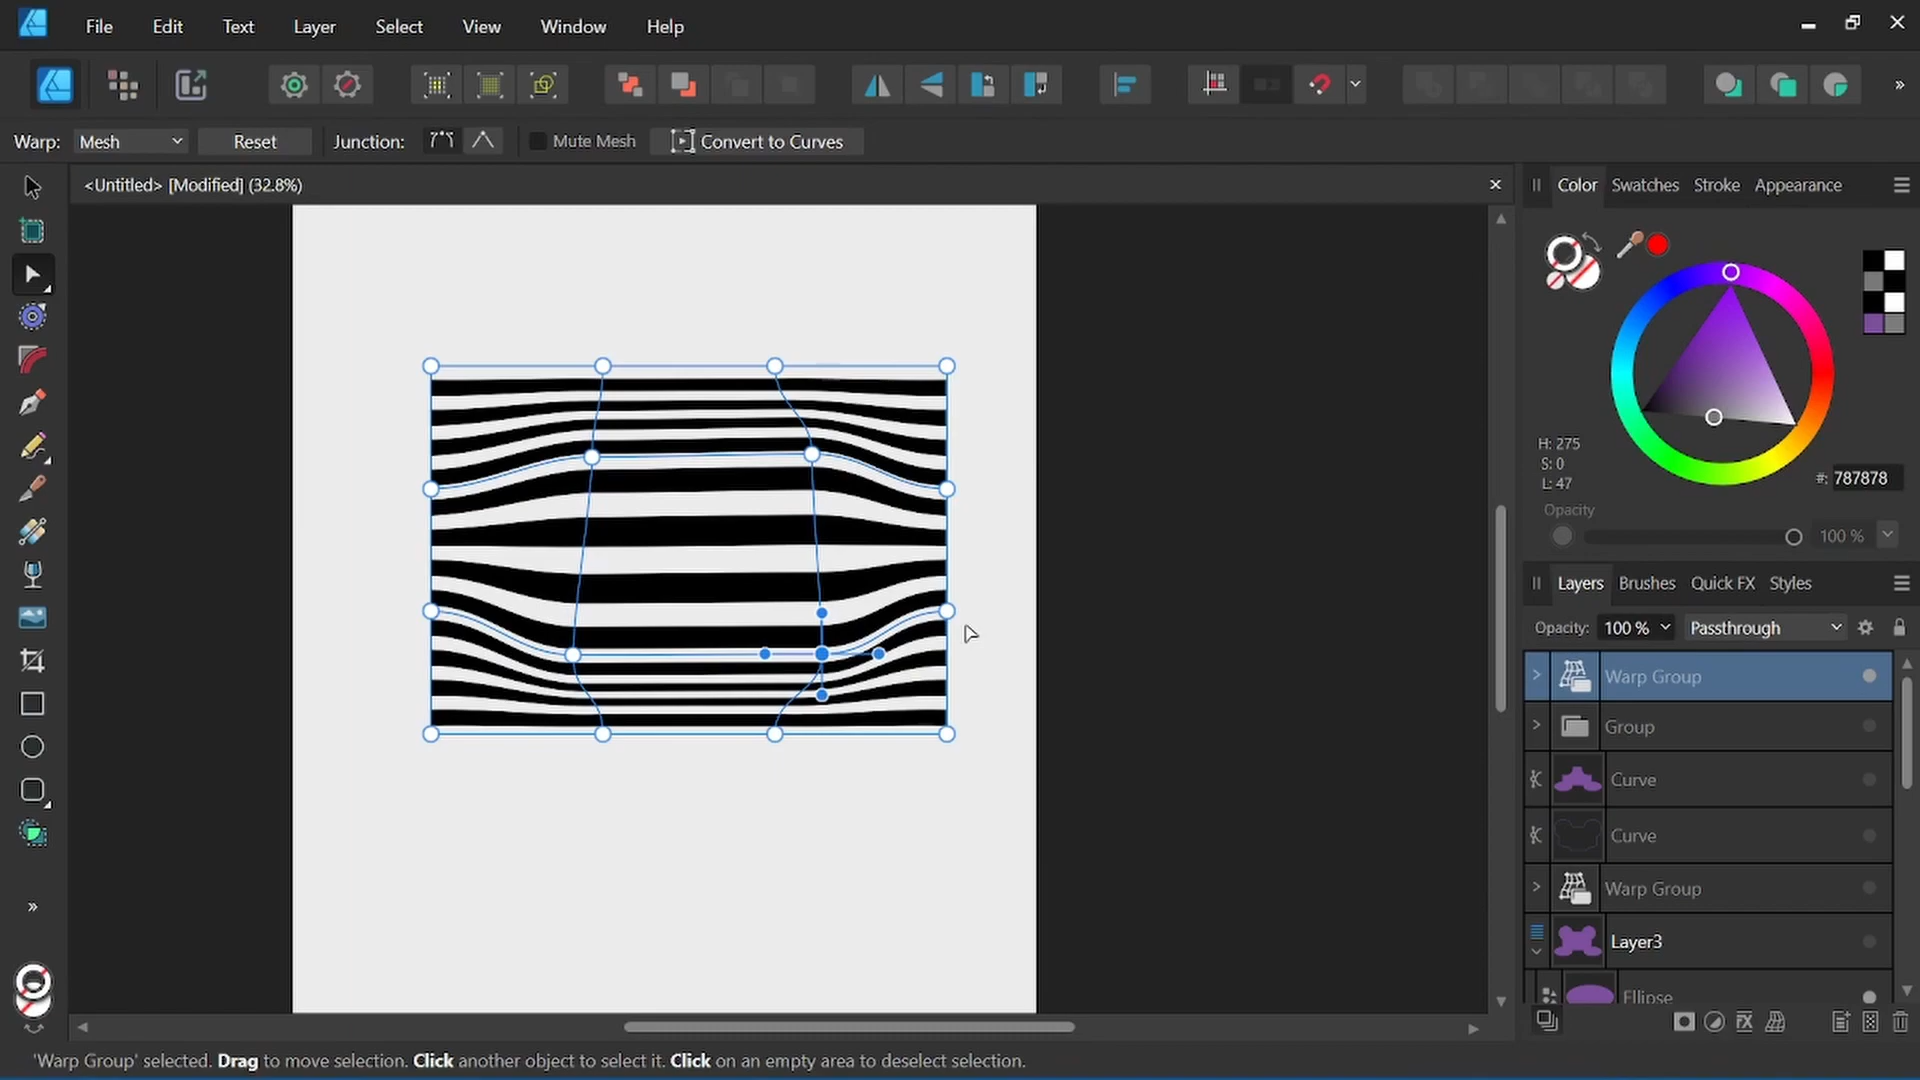 File Edit Text Layer Select View Window Help
Warp: Mesh Reset Junction: Mute Mesh Convert to Curves
<Untitled> [Modified] (32.8%)
Color Swatches Stroke Appearance
H: 275
S: 0
L: 47
#: 787878
Opacity
100 %
Layers Brushes Quick FX Styles
Opacity: 100 % Passthrough
Warp Group
Group
Curve
Curve
Warp Group
Layer3
Ellipse
'Warp Group' selected. Drag to move selection. Click another object to select it. Click on an empty area to deselect selection.